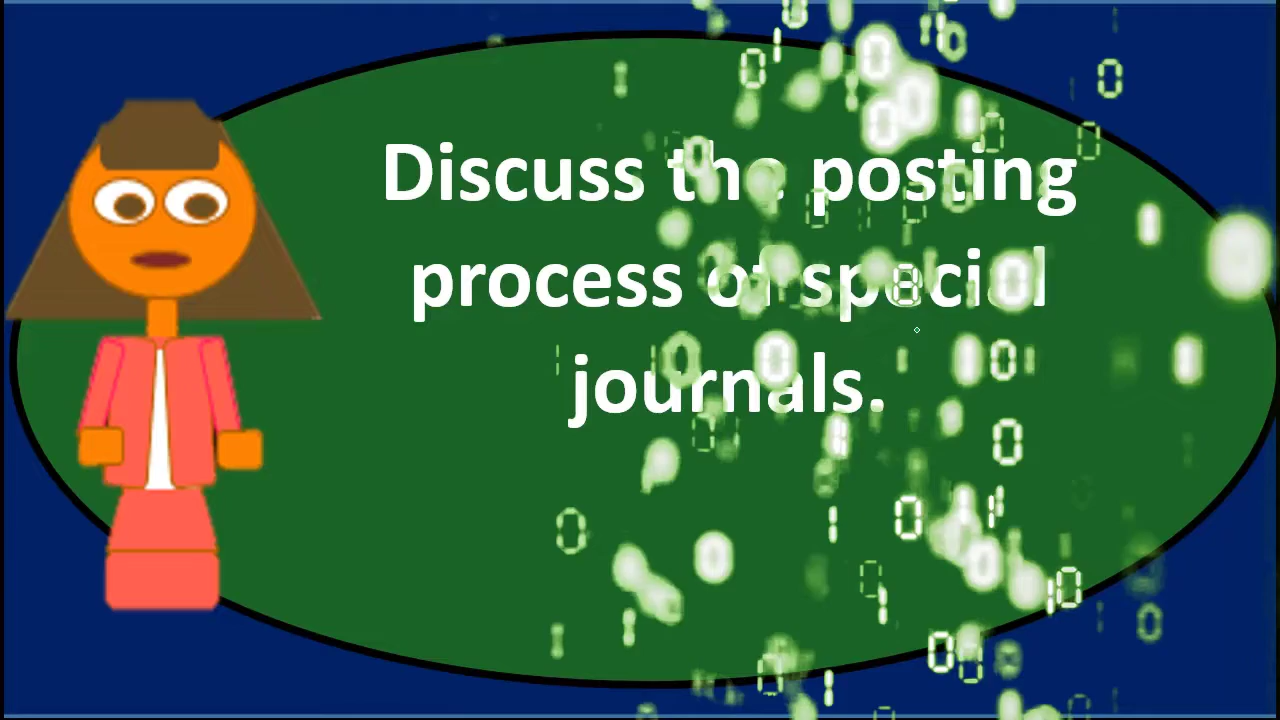 Discuss the posting
process of special
journals.